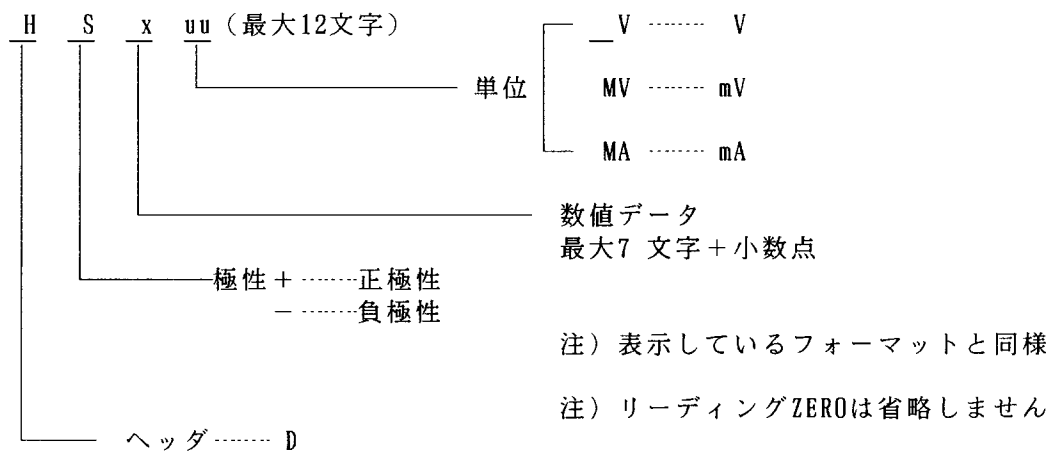 H S x uu（最大12文字）
単位
_V ……… V
MV ……… mV
MA ……… mA
数値データ
最大7 文字＋小数点
極性＋ ……… 正極性
－ ……… 負極性
注）表示しているフォーマットと同様
注）リーディングZEROは省略しません
ヘッダ ……… D